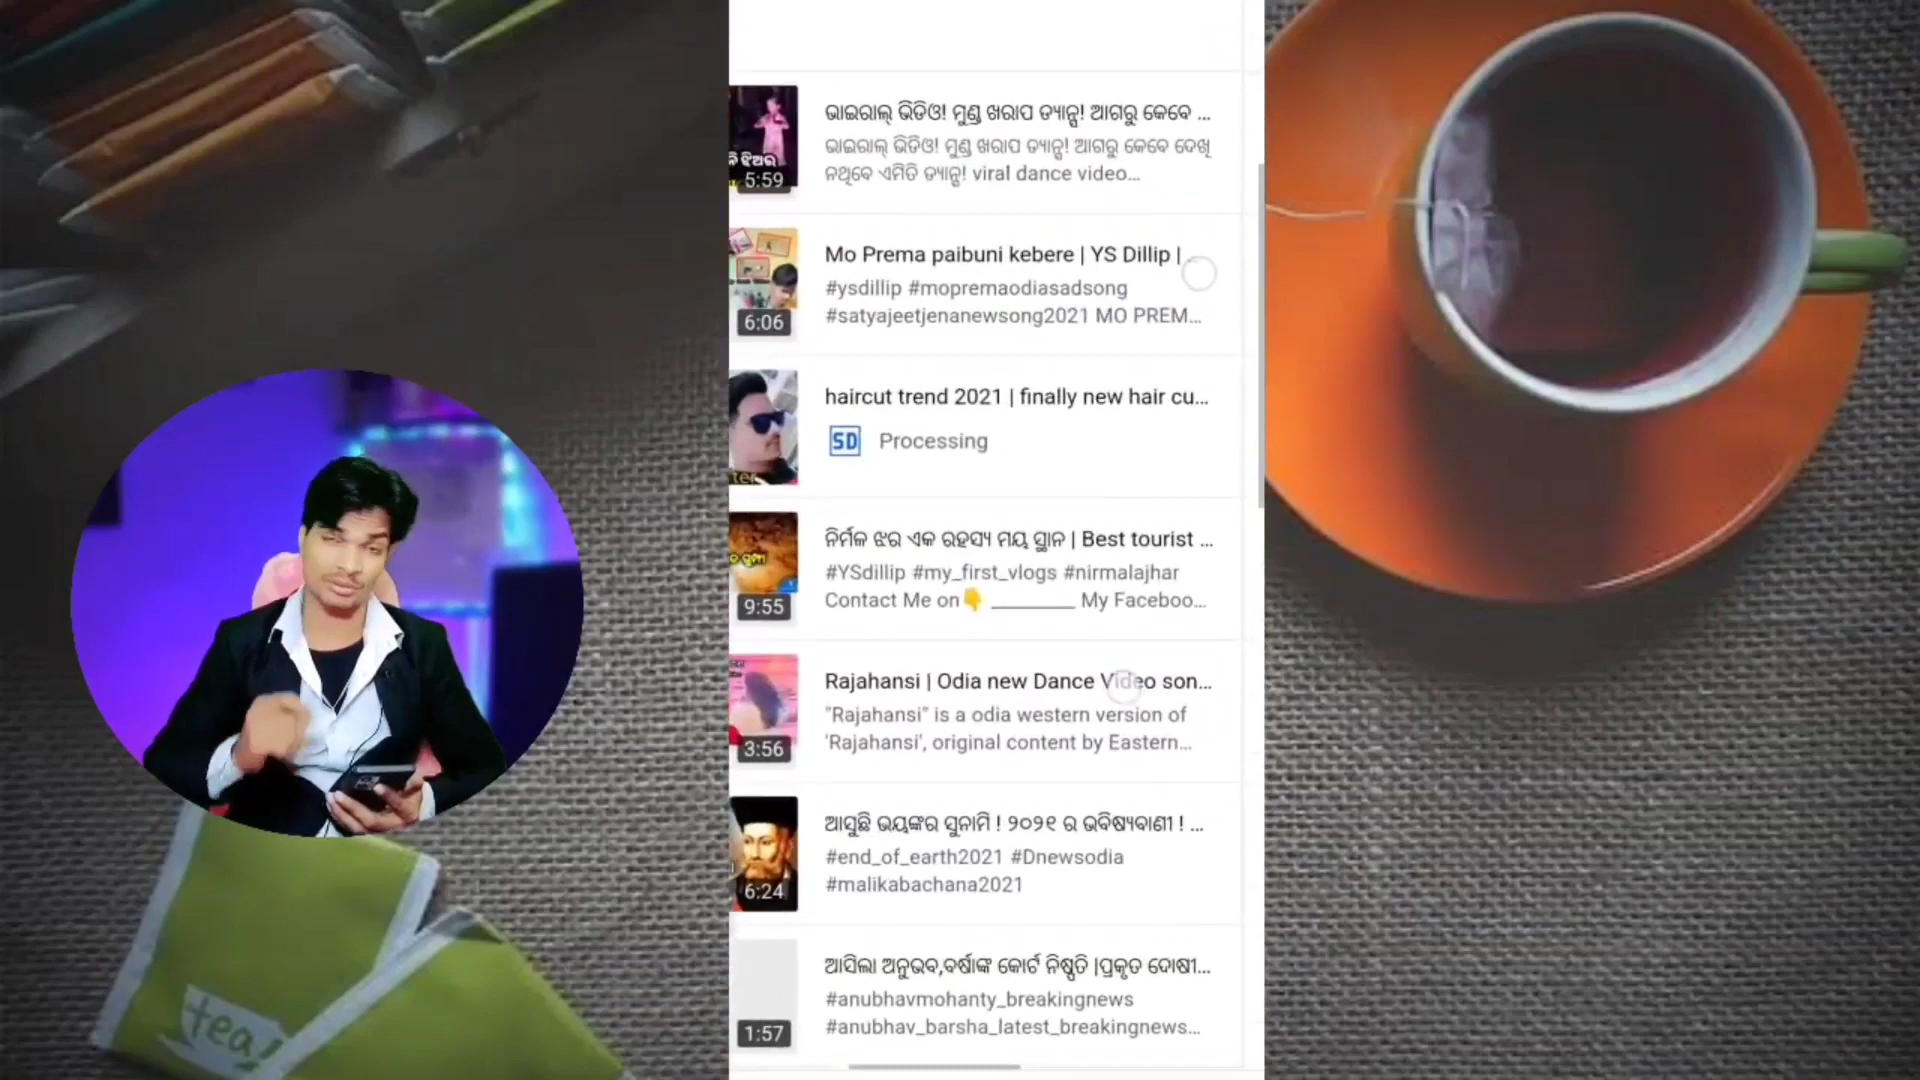 ଭାଇରାଲ୍ ଭିଡିଓ! ମୁଣ୍ଡ ଖରାପ ଡ୍ୟାନ୍ସ! ଆଗରୁ କେବେ ...
ଭାଇରାଲ୍ ଭିଡିଓ! ମୁଣ୍ଡ ଖରାପ ଡ୍ୟାନ୍ସ! ଆଗରୁ କେବେ ଦେଖି
ନଥିବେ ଏମିତି ଡ୍ୟାନ୍ସ! viral dance video...
ନି ଝିଅର
5:59
Mo Prema paibuni kebere | YS Dillip | ...
#ysdillip #mopremaodiasadsong
#satyajeetjenanewsong2021 MO PREM...
6:06
haircut trend 2021 | finally new hair cu...
SD Processing
ter
ନିର୍ମଳ ଝର ଏକ ରହସ୍ୟ ମୟ ସ୍ଥାନ | Best tourist ...
#YSdillip #my_first_vlogs #nirmalajhar
Contact Me on👇 _________ My Faceboo...
9:55
Rajahansi | Odia new Dance Video son...
"Rajahansi" is a odia western version of
'Rajahansi', original content by Eastern...
3:56
ଆସୁଛି ଭୟଙ୍କର ସୁନାମି ! ୨୦୨୧ ର ଭବିଷ୍ୟବାଣୀ ! ...
#end_of_earth2021 #Dnewsodia
#malikabachana2021
6:24
ଆସିଲା ଅନୁଭବ,ବର୍ଷାଙ୍କ କୋର୍ଟ ନିଷ୍ପତି |ପ୍ରକୃତ ଦୋଷୀ...
#anubhavmohanty_breakingnews
#anubhav_barsha_latest_breakingnews...
1:57
tea!